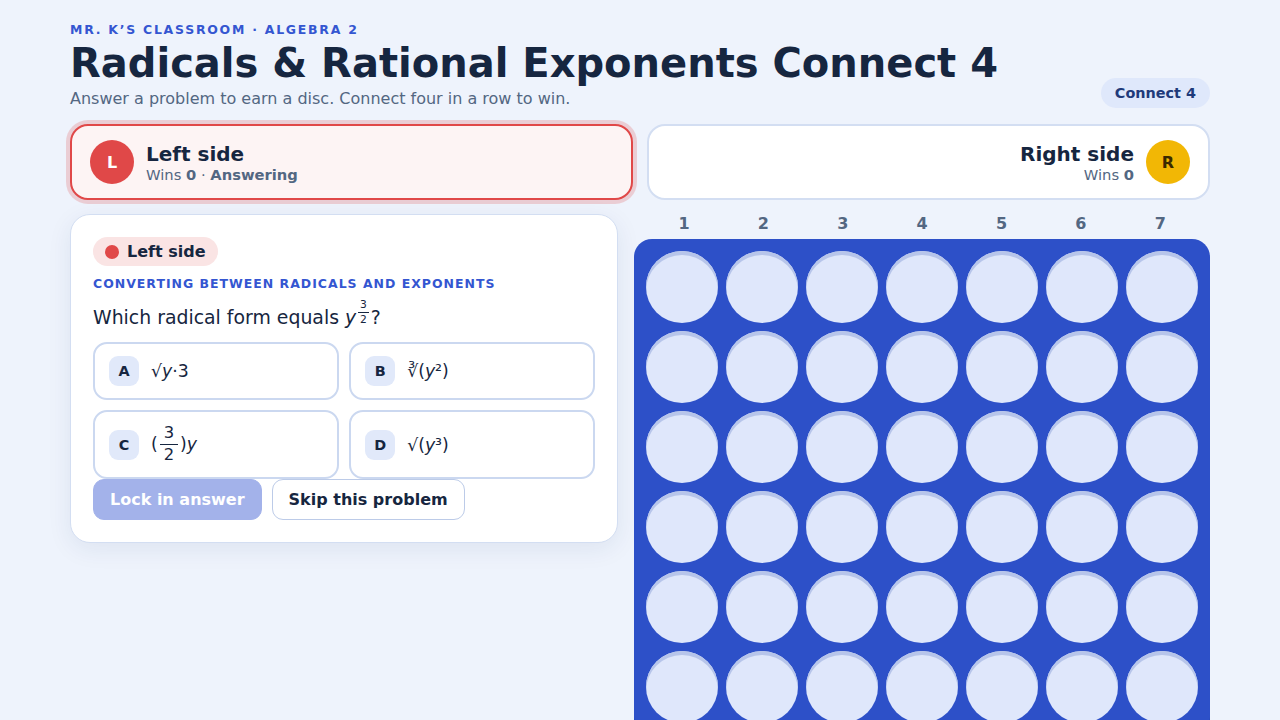 MR. K’S CLASSROOM · ALGEBRA 2
Radicals & Rational Exponents Connect 4
Answer a problem to earn a disc. Connect four in a row to win.
Connect 4
L
Left side
Wins 0 · Answering
Right side
Wins 0
R
Left side
CONVERTING BETWEEN RADICALS AND EXPONENTS
Which radical form equals y^(3/2)?
A √y·3
B ∛(y²)
C (3/2)y
D √(y³)
Lock in answer
Skip this problem
1 2 3 4 5 6 7